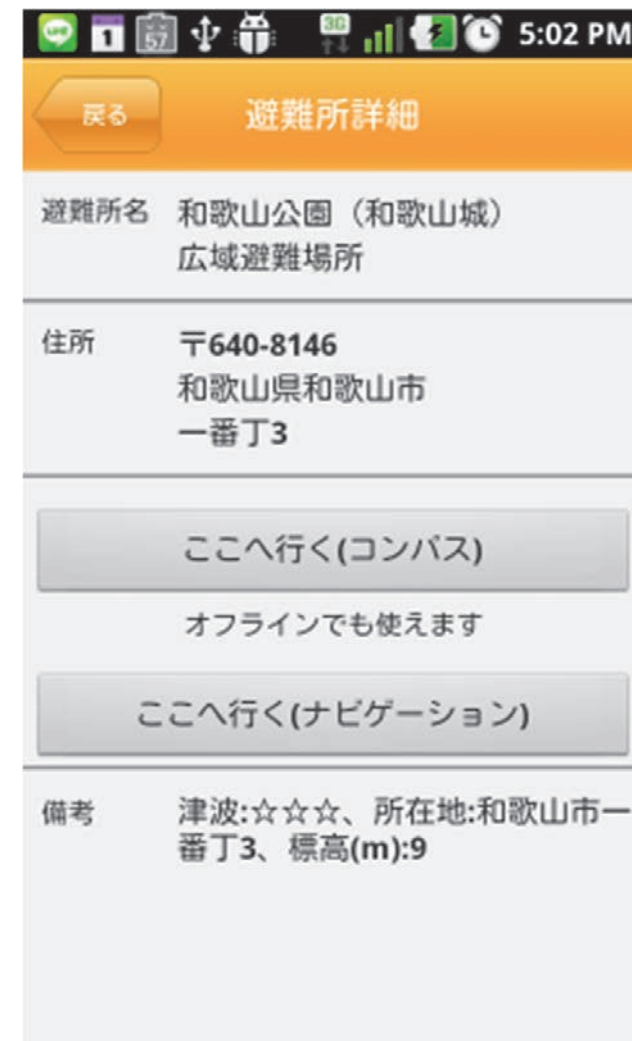 1
57
3G
5:02 PM
戻る
避難所詳細
避難所名
和歌山公園（和歌山城）
広域避難場所
住所
〒640-8146
和歌山県和歌山市
一番丁3
ここへ行く(コンパス)
オフラインでも使えます
ここへ行く(ナビゲーション)
備考
津波:☆☆☆、所在地:和歌山市一
番丁3、標高(m):9